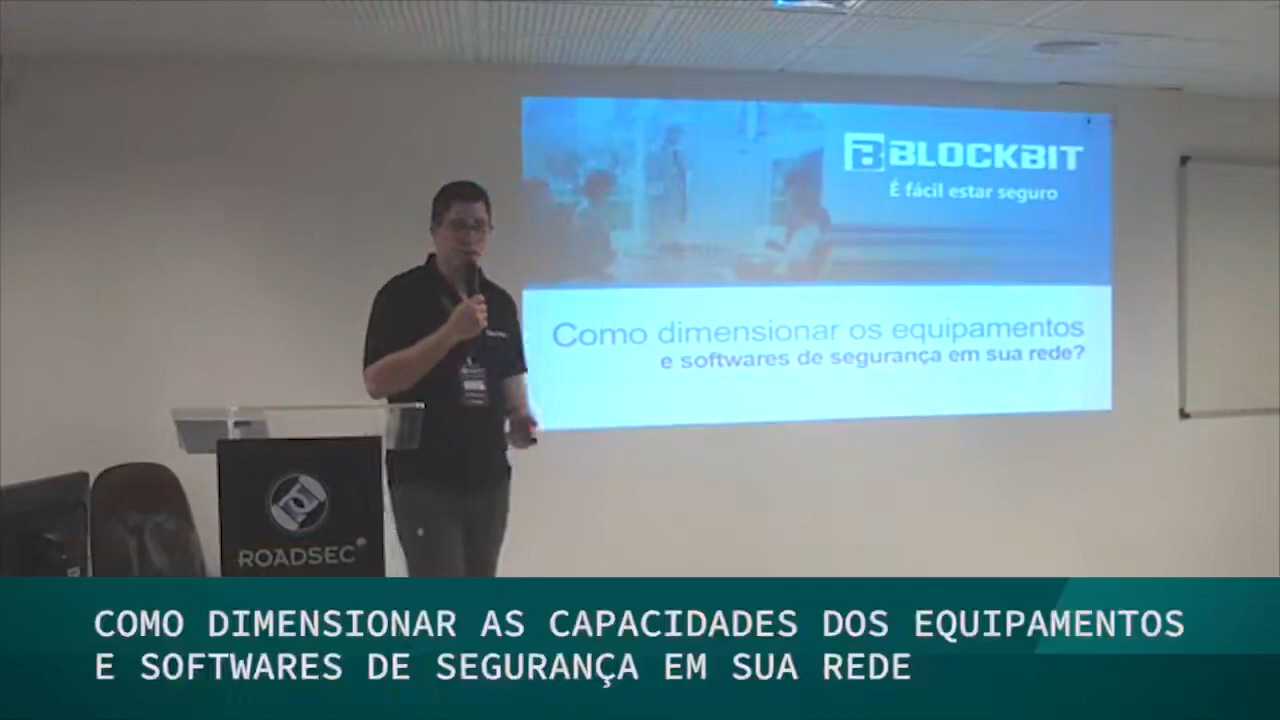 BLOCKBIT
É fácil estar seguro
Como dimensionar os equipamentos
e softwares de segurança em sua rede?
ROADSEC
COMO DIMENSIONAR AS CAPACIDADES DOS EQUIPAMENTOS
E SOFTWARES DE SEGURANÇA EM SUA REDE